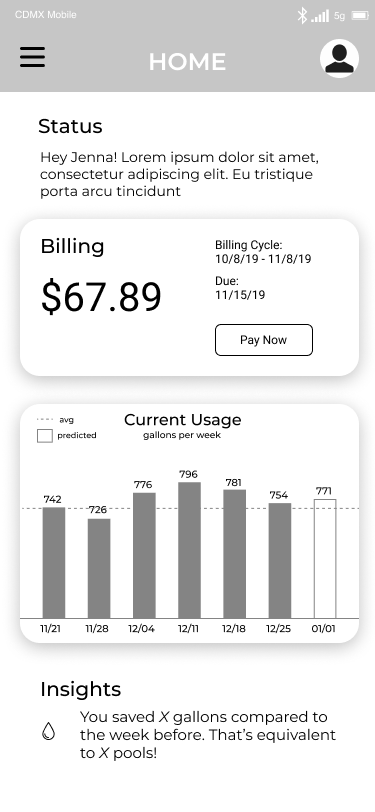 CDMX Mobile
5g
HOME
Status
Hey Jenna! Lorem ipsum dolor sit amet,
consectetur adipiscing elit. Eu tristique
porta arcu tincidunt
Billing
$67.89
Billing Cycle:
10/8/19 - 11/8/19
Due:
11/15/19
Pay Now
avg
predicted
Current Usage
gallons per week
742
726
776
796
781
754
771
11/21
11/28
12/04
12/11
12/18
12/25
01/01
Insights
You saved X gallons compared to
the week before. That’s equivalent
to X pools!